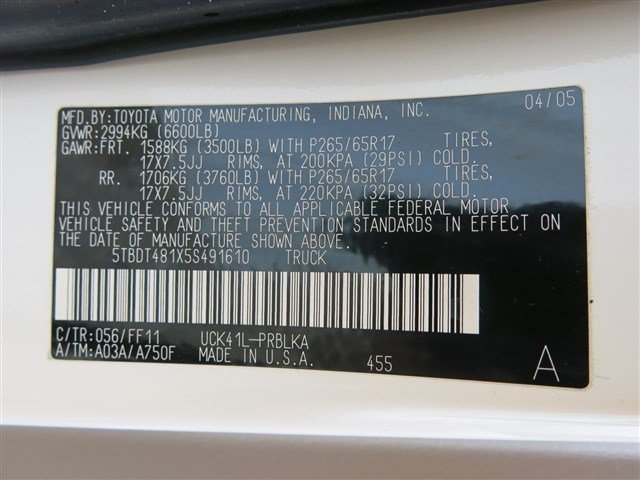 MFD.BY:TOYOTA MOTOR MANUFACTURING, INDIANA, INC. 04/05
GVWR:2994KG (6600LB)
GAWR:FRT. 1588KG (3500LB) WITH P265/65R17 TIRES,
17X7.5JJ RIMS, AT 200KPA (29PSI) COLD.
RR. 1706KG (3760LB) WITH P265/65R17 TIRES,
17X7.5JJ RIMS, AT 220KPA (32PSI) COLD.
THIS VEHICLE CONFORMS TO ALL APPLICABLE FEDERAL MOTOR
VEHICLE SAFETY AND THEFT PREVENTION STANDARDS IN EFFECT ON
THE DATE OF MANUFACTURE SHOWN ABOVE.
5TBDT481X5S491610 TRUCK
C/TR:056/FF11 UCK41L-PRBLKA
A/TM:A03A/A750F MADE IN U.S.A. 455 A